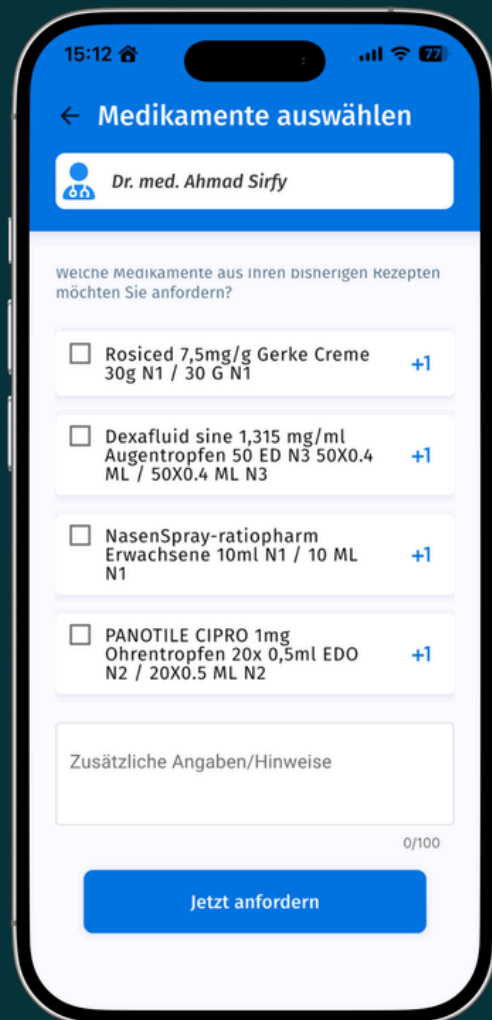 15:12
77
Medikamente auswählen
Dr. med. Ahmad Sirfy
Welche Medikamente aus Ihren bisherigen Rezepten
möchten Sie anfordern?
Rosiced 7,5mg/g Gerke Creme
30g N1 / 30 G N1
+1
Dexafluid sine 1,315 mg/ml
Augentropfen 50 ED N3 50X0.4
ML / 50X0.4 ML N3
+1
NasenSpray-ratiopharm
Erwachsene 10ml N1 / 10 ML
N1
+1
PANOTILE CIPRO 1mg
Ohrentropfen 20x 0,5ml EDO
N2 / 20X0.5 ML N2
+1
Zusätzliche Angaben/Hinweise
0/100
Jetzt anfordern